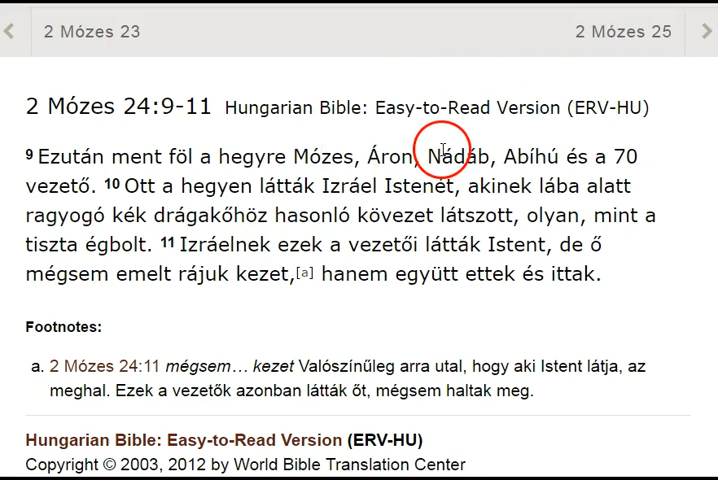 2 Mózes 23 2 Mózes 25
2 Mózes 24:9-11 Hungarian Bible: Easy-to-Read Version (ERV-HU)
9 Ezután ment föl a hegyre Mózes, Áron, Nádáb, Abíhú és a 70
vezető. 10 Ott a hegyen látták Izráel Istenét, akinek lába alatt
ragyogó kék drágakőhöz hasonló kövezet látszott, olyan, mint a
tiszta égbolt. 11 Izráelnek ezek a vezetői látták Istent, de ő
mégsem emelt rájuk kezet,[a] hanem együtt ettek és ittak.
Footnotes:
a. 2 Mózes 24:11 mégsem… kezet Valószínűleg arra utal, hogy aki Istent látja, az
meghal. Ezek a vezetők azonban látták őt, mégsem haltak meg.
Hungarian Bible: Easy-to-Read Version (ERV-HU)
Copyright © 2003, 2012 by World Bible Translation Center